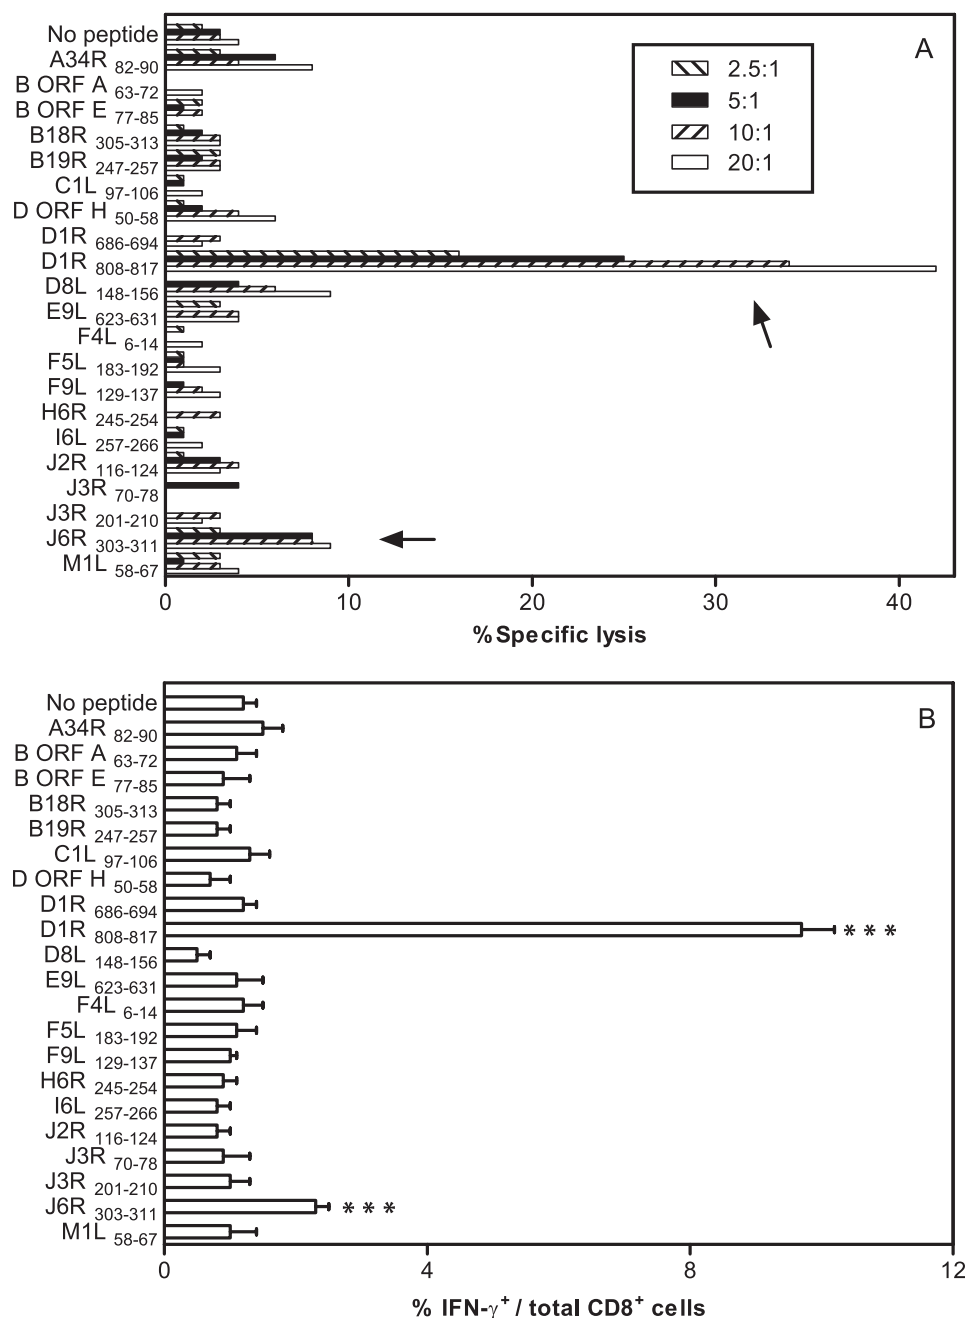 A
2.5:1
5:1
10:1
20:1
No peptide
A34R 82-90
B ORF A 63-72
B ORF E 77-85
B18R 305-313
B19R 247-257
C1L 97-106
D ORF H 50-58
D1R 686-694
D1R 808-817
D8L 148-156
E9L 623-631
F4L 6-14
F5L 183-192
F9L 129-137
H6R 245-254
I6L 257-266
J2R 116-124
J3R 70-78
J3R 201-210
J6R 303-311
M1L 58-67
0 10 20 30 40
%Specific lysis
B
No peptide
A34R 82-90
B ORF A 63-72
B ORF E 77-85
B18R 305-313
B19R 247-257
C1L 97-106
D ORF H 50-58
D1R 686-694
D1R 808-817 ***
D8L 148-156
E9L 623-631
F4L 6-14
F5L 183-192
F9L 129-137
H6R 245-254
I6L 257-266
J2R 116-124
J3R 70-78
J3R 201-210
J6R 303-311 ***
M1L 58-67
0 4 8 12
% IFN-γ+ / total CD8+ cells